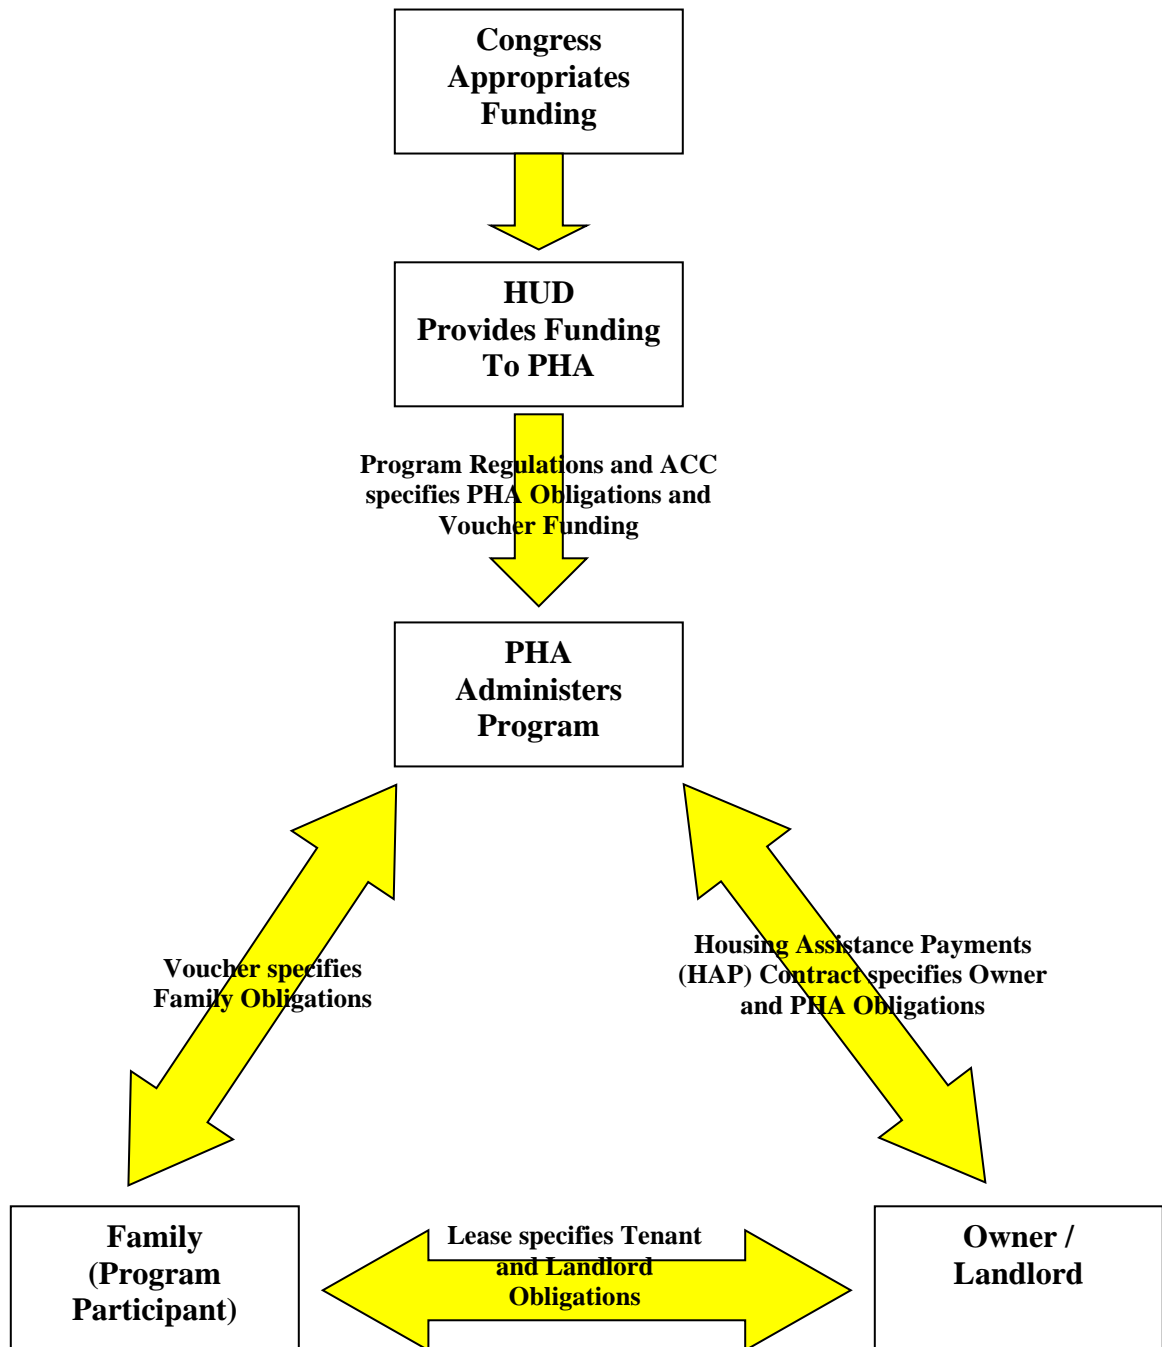 Congress
Appropriates
Funding
HUD
Provides Funding
To PHA
Program Regulations and ACC
specifies PHA Obligations and
Voucher Funding
PHA
Administers
Program
Voucher specifies
Family Obligations
Housing Assistance Payments
(HAP) Contract specifies Owner
and PHA Obligations
Family
(Program
Participant)
Lease specifies Tenant
and Landlord
Obligations
Owner /
Landlord